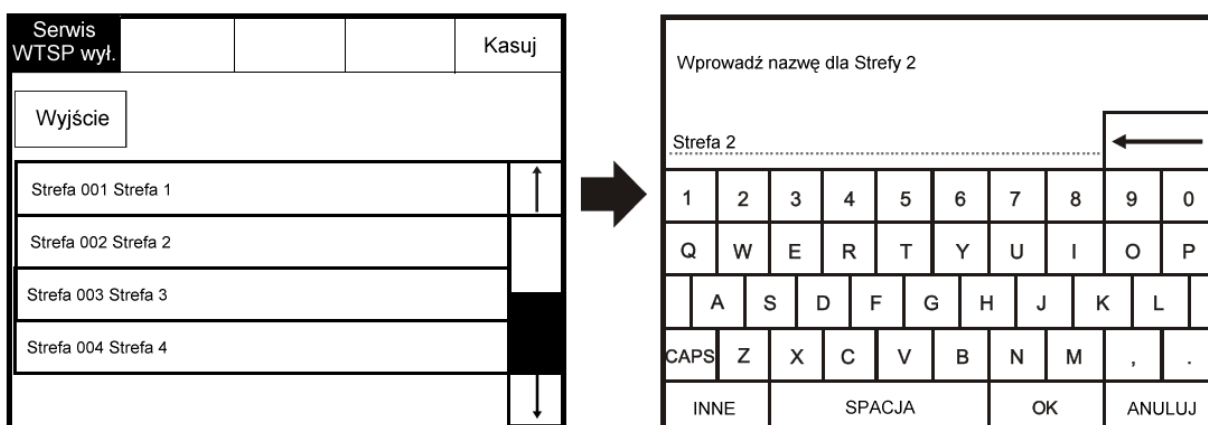 Serwis
WTSP wył.
Kasuj
Wyjście
Strefa 001 Strefa 1
Strefa 002 Strefa 2
Strefa 003 Strefa 3
Strefa 004 Strefa 4
Wprowadź nazwę dla Strefy 2
Strefa 2
1 2 3 4 5 6 7 8 9 0
Q W E R T Y U I O P
A S D F G H J K L
CAPS Z X C V B N M , .
INNE SPACJA OK ANULUJ